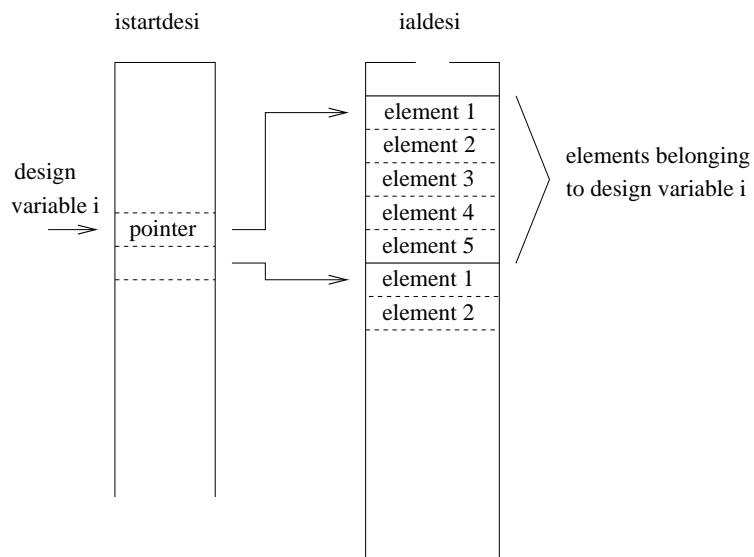 istartdesi
ialdesi
design
variable i
pointer
element 1
element 2
element 3
element 4
element 5
element 1
element 2
elements belonging
to design variable i